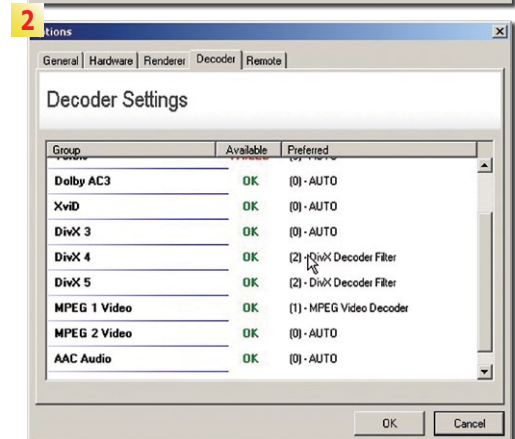 2
tions
General Hardware Renderer Decoder Remote
Decoder Settings
Group Available Preferred
(0) - AUTO
Dolby AC3 OK (0) - AUTO
XviD OK (0) - AUTO
DivX 3 OK (0) - AUTO
DivX 4 OK (2) - DivX Decoder Filter
DivX 5 OK (2) - DivX Decoder Filter
MPEG 1 Video OK (1) - MPEG Video Decoder
MPEG 2 Video OK (0) - AUTO
AAC Audio OK (0) - AUTO
OK Cancel